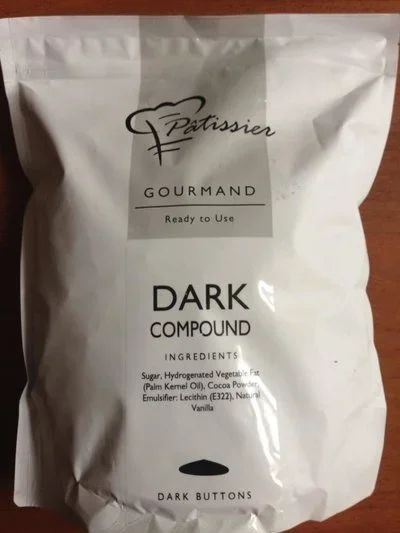 Pâtissier
GOURMAND
Ready to Use
DARK
COMPOUND
INGREDIENTS
Sugar, Hydrogenated Vegetable Fat
(Palm Kernel Oil), Cocoa Powder,
Emulsifier: Lecithin (E322), Natural
Vanilla
DARK BUTTONS